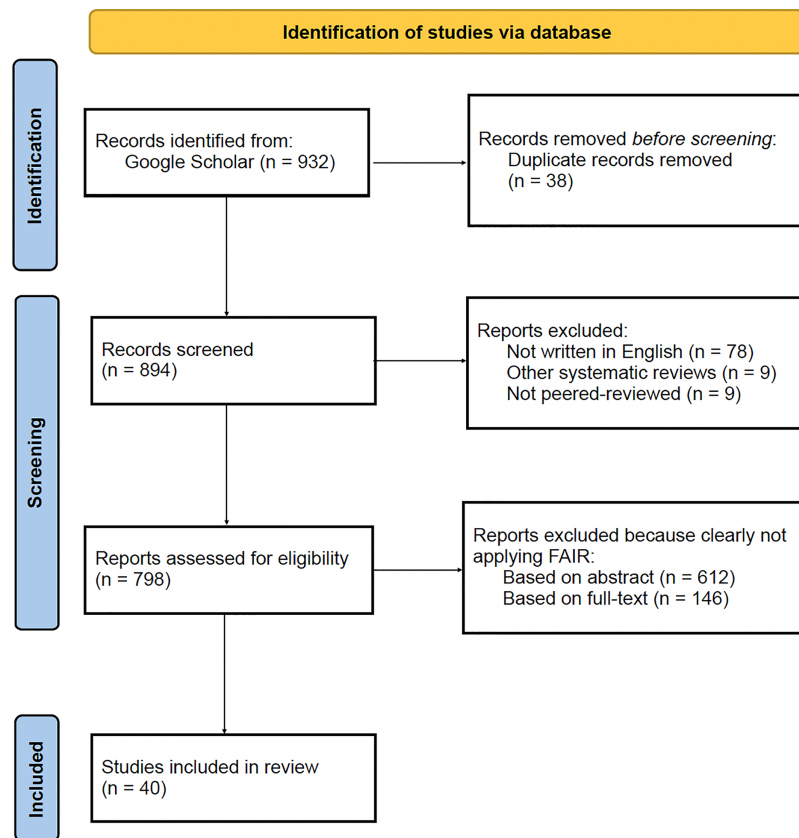 Identification of studies via database
Identification
Records identified from:
Google Scholar (n = 932)
Records removed before screening:
Duplicate records removed
(n = 38)
Screening
Records screened
(n = 894)
Reports excluded:
Not written in English (n = 78)
Other systematic reviews (n = 9)
Not peered-reviewed (n = 9)
Reports assessed for eligibility
(n = 798)
Reports excluded because clearly not
applying FAIR:
Based on abstract (n = 612)
Based on full-text (n = 146)
Included
Studies included in review
(n = 40)